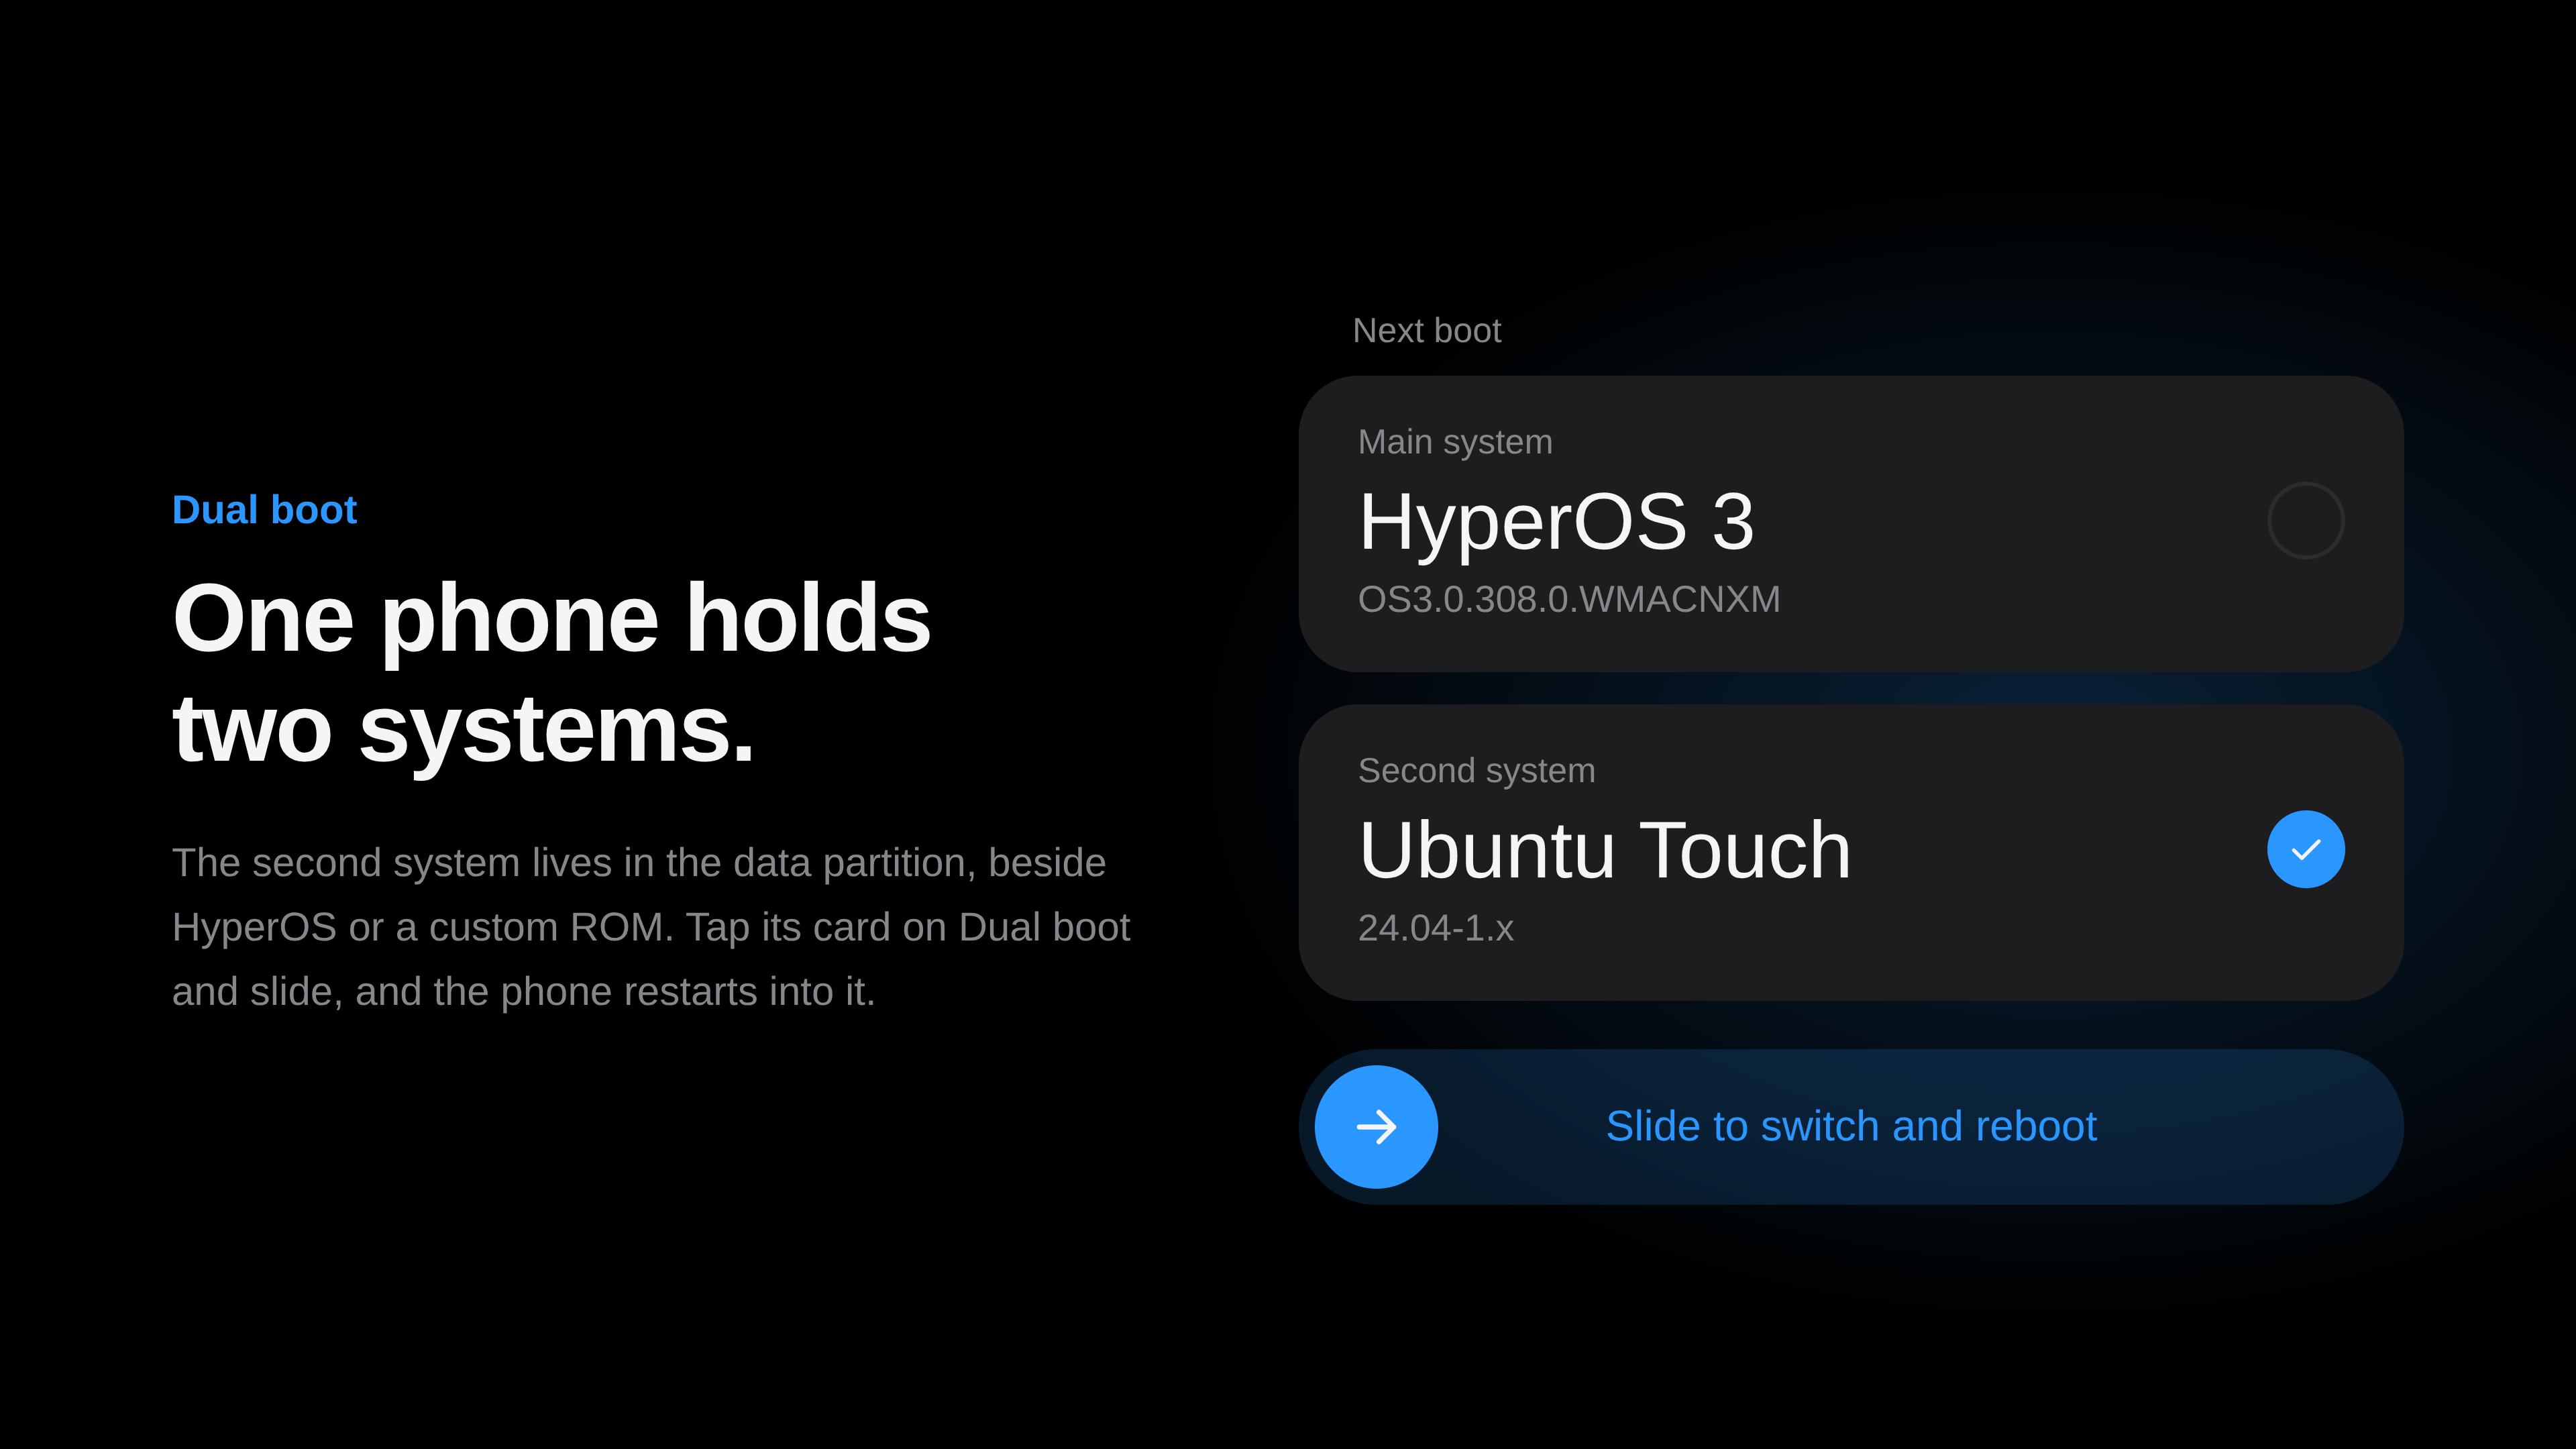 Dual boot
One phone holds
two systems.
The second system lives in the data partition, beside
HyperOS or a custom ROM. Tap its card on Dual boot
and slide, and the phone restarts into it.
Next boot
Main system
HyperOS 3
OS3.0.308.0.WMACNXM
Second system
Ubuntu Touch
24.04-1.x
Slide to switch and reboot